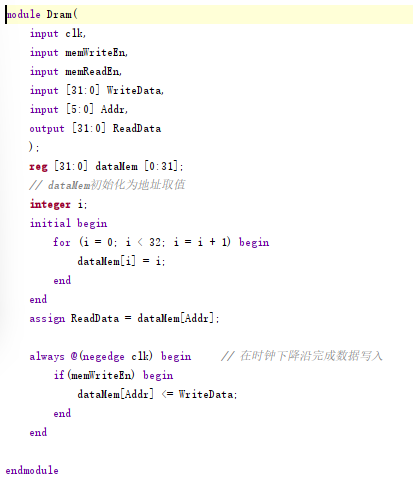 module Dram(
    input clk,
    input memWriteEn,
    input memReadEn,
    input [31:0] WriteData,
    input [5:0] Addr,
    output [31:0] ReadData
    );
    reg [31:0] dataMem [0:31];
    // dataMem初始化为地址取值
    integer i;
    initial begin
        for (i = 0; i < 32; i = i + 1) begin
            dataMem[i] = i;
        end
    end
    assign ReadData = dataMem[Addr];

    always @(negedge clk) begin     // 在时钟下降沿完成数据写入
        if(memWriteEn) begin
            dataMem[Addr] <= WriteData;
        end
    end

endmodule